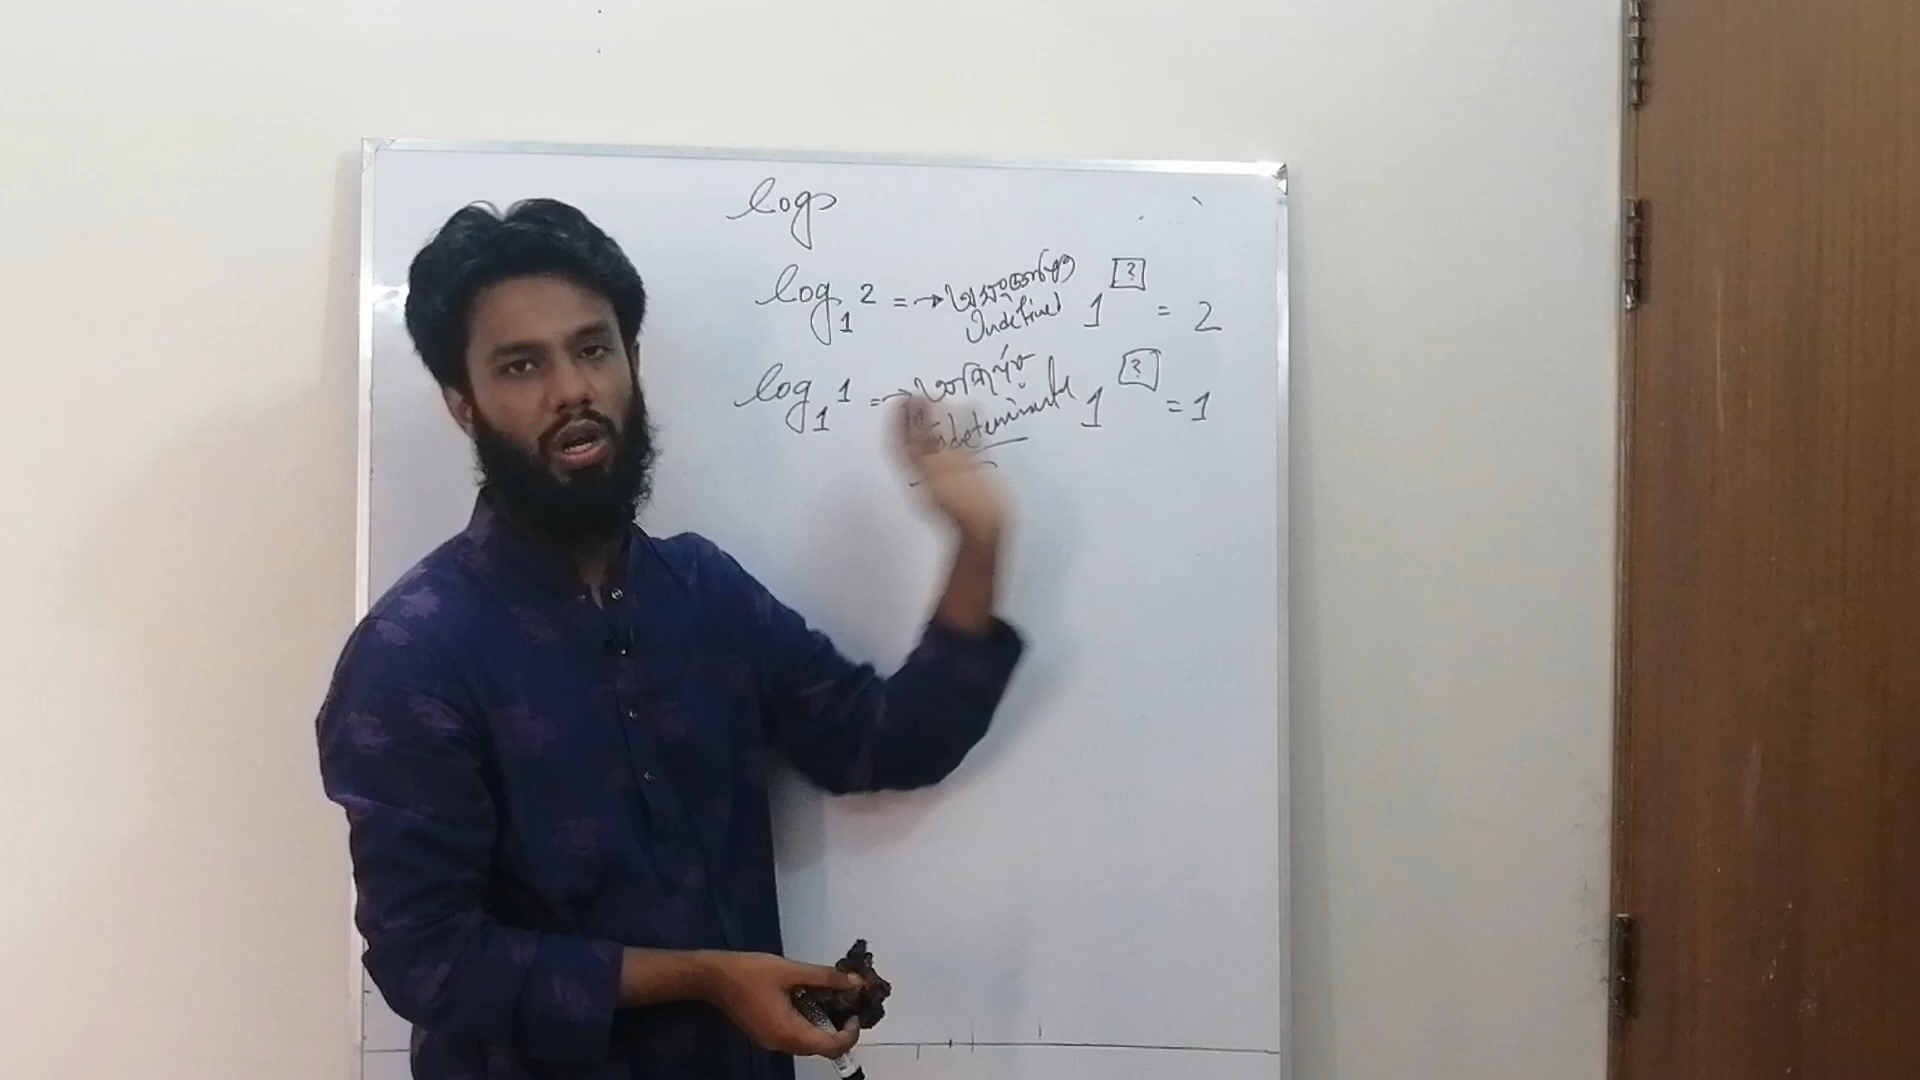 log
log₁ 2 = → অসংজ্ঞায়িত 1^[?] = 2
Undefined
log₁ 1 = → অনির্ণেয় 1^[?] = 1
Indeterminate